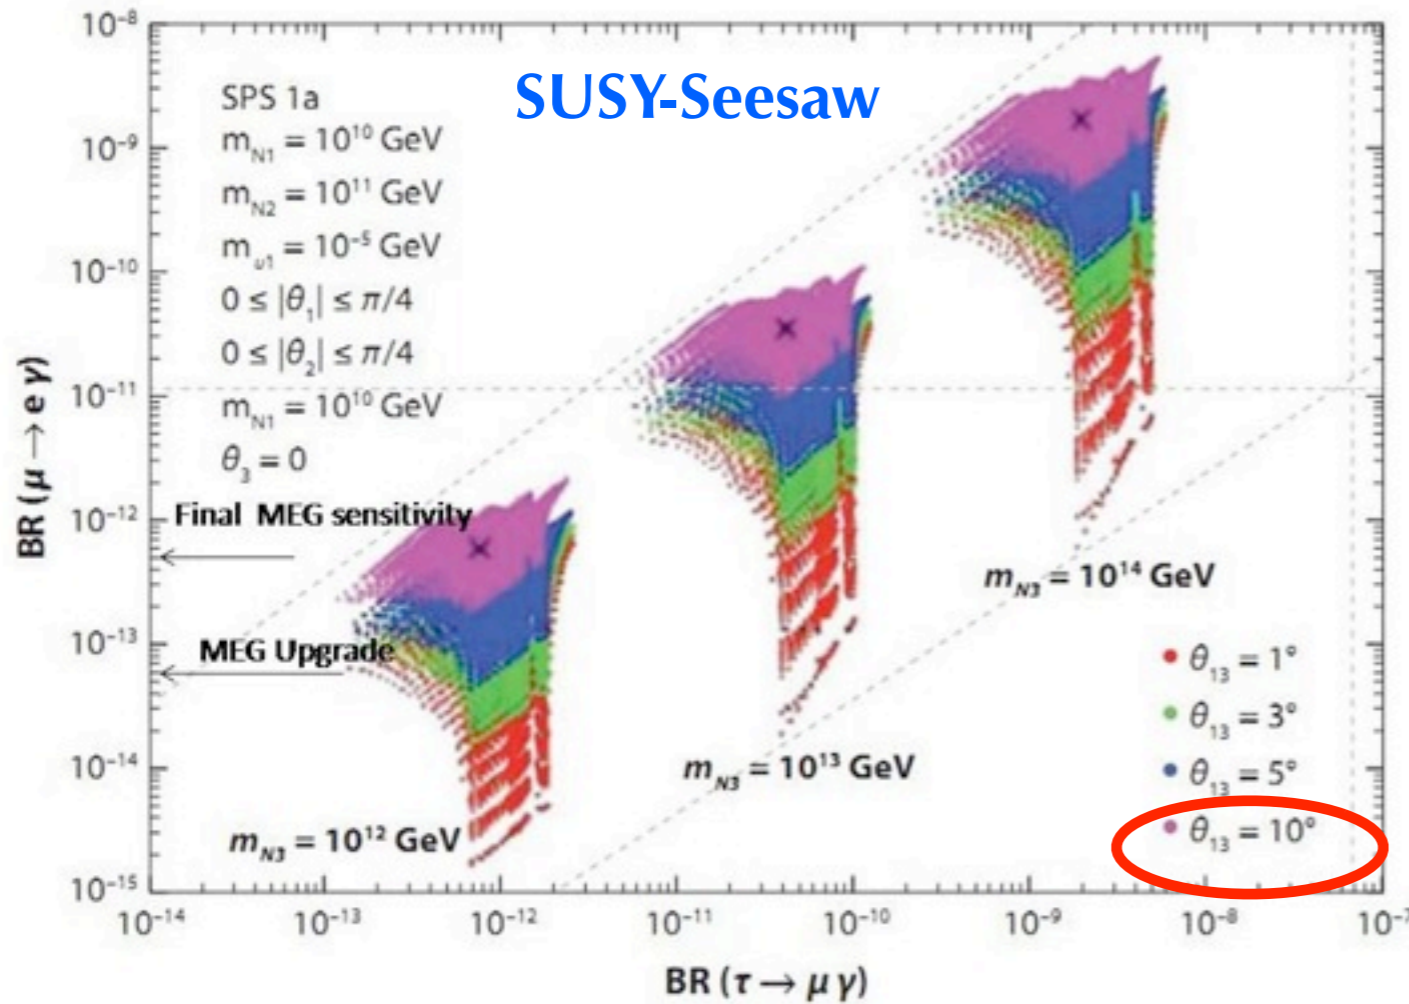 SUSY-Seesaw
SPS 1a
m_N1 = 10^10 GeV
m_N2 = 10^11 GeV
m_υ1 = 10^-5 GeV
0 ≤ |θ_1| ≤ π/4
0 ≤ |θ_2| ≤ π/4
m_N1 = 10^10 GeV
θ_3 = 0
Final MEG sensitivity
MEG Upgrade
m_N3 = 10^12 GeV
m_N3 = 10^13 GeV
m_N3 = 10^14 GeV
θ_13 = 1°
θ_13 = 3°
θ_13 = 5°
θ_13 = 10°
BR (μ → e γ)
10^-8
10^-9
10^-10
10^-11
10^-12
10^-13
10^-14
10^-15
10^-14
10^-13
10^-12
10^-11
10^-10
10^-9
10^-8
10^-7
BR (τ → μ γ)